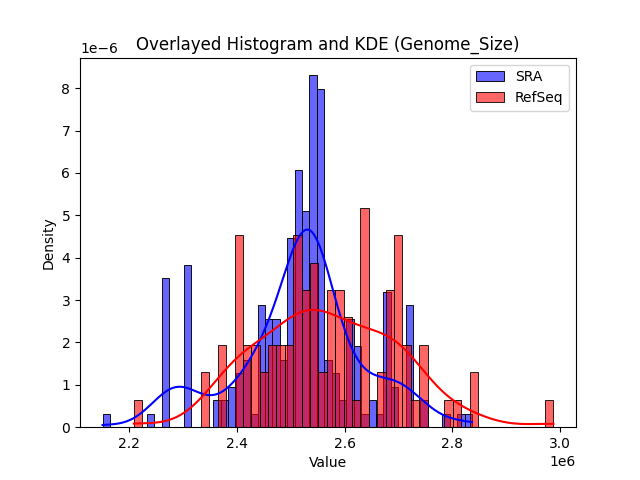 Overlayed Histogram and KDE (Genome_Size)
1e−6
SRA
RefSeq
8
7
6
5
4
3
2
1
0
Density
2.2
2.4
2.6
2.8
3.0
Value
1e6